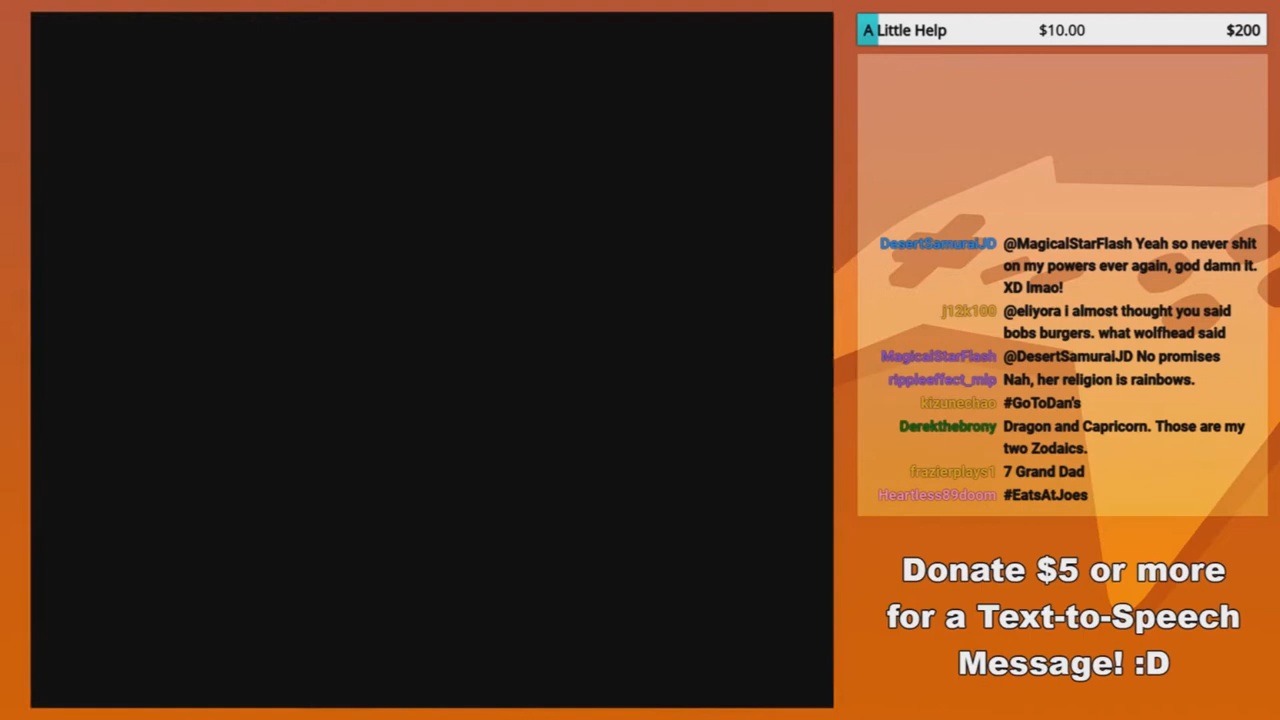 A Little Help $10.00 $200
DesertSamuraiJD @MagicalStarFlash Yeah so never shit
on my powers ever again, god damn it.
XD lmao!
j12k100 @eliyora i almost thought you said
bobs burgers. what wolfhead said
MagicalStarFlash @DesertSamuraiJD No promises
rippleeffect_mlp Nah, her religion is rainbows.
kizunechao #GoToDan's
Derekthebrony Dragon and Capricorn. Those are my
two Zodaics.
frazierplays1 7 Grand Dad
Heartless89doom #EatsAtJoes
Donate $5 or more
for a Text-to-Speech
Message! :D